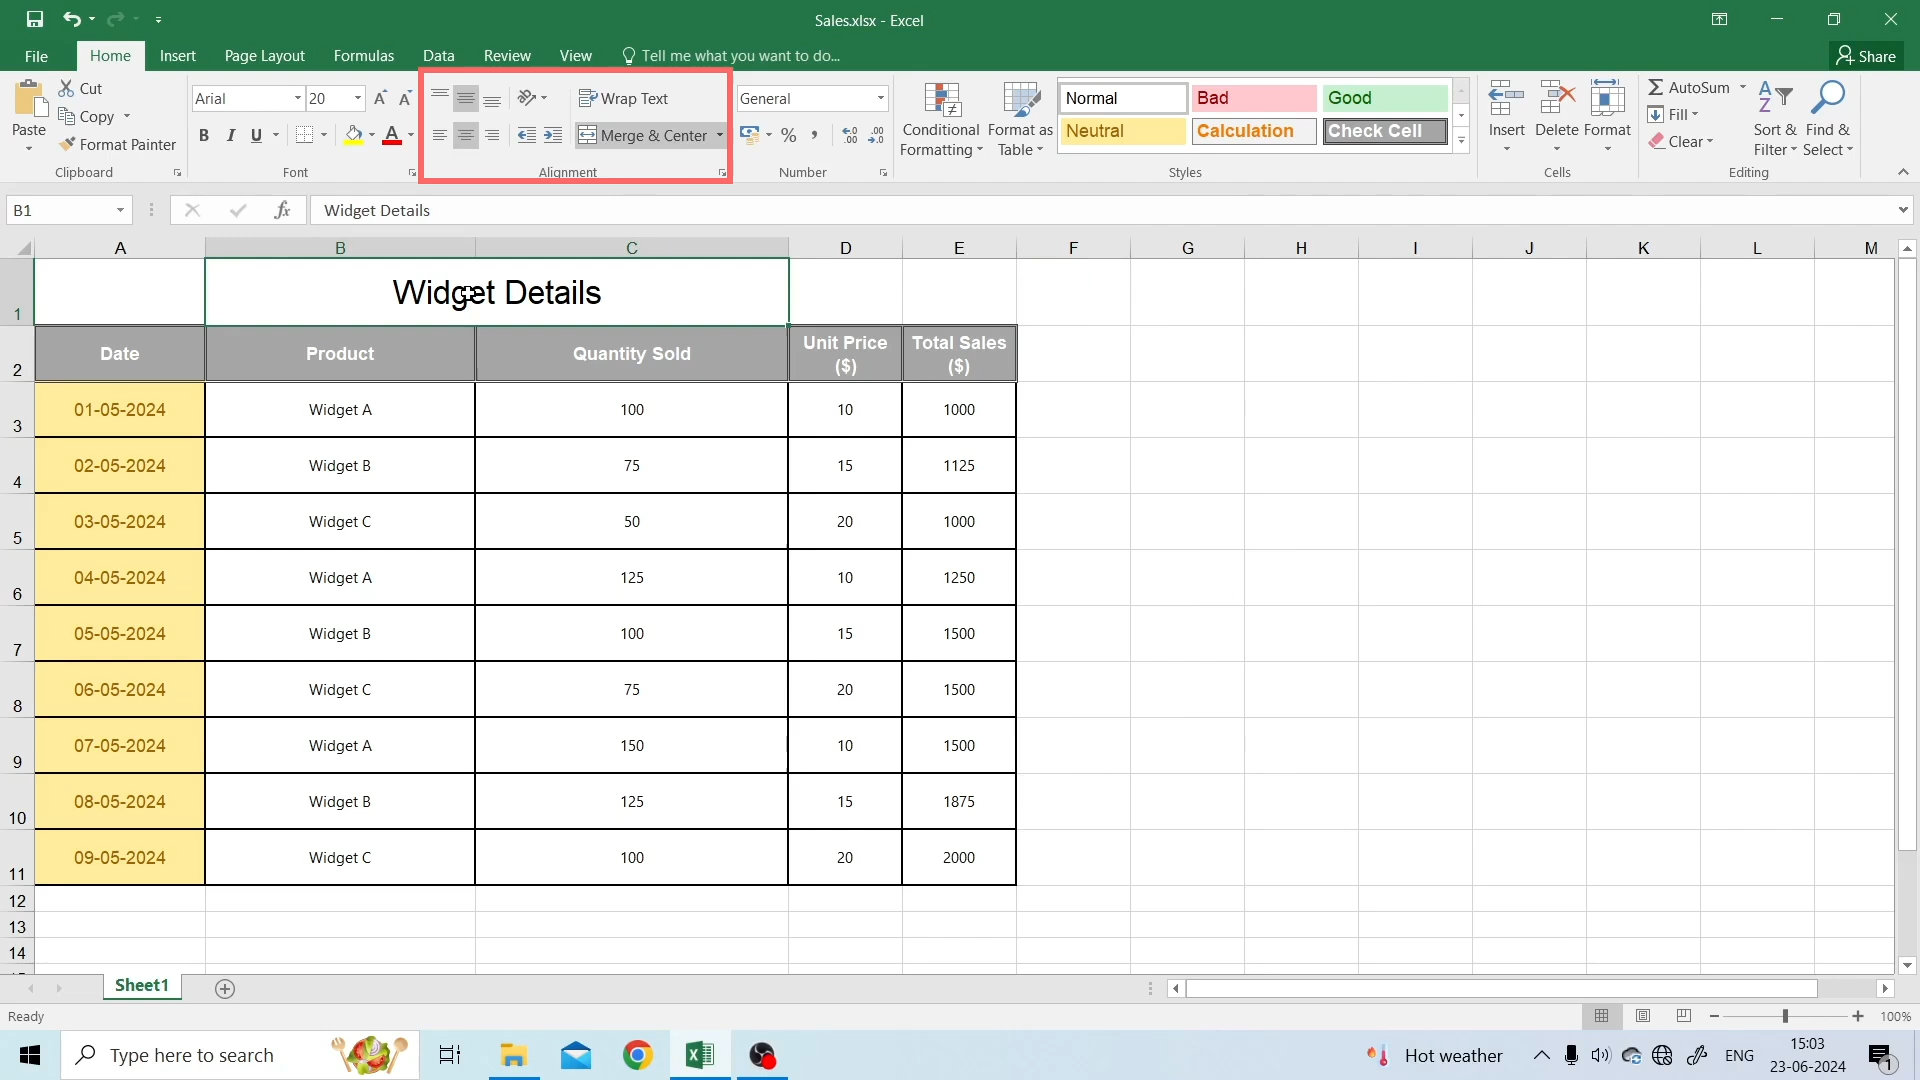 Sales.xlsx - Excel
File Home Insert Page Layout Formulas Data Review View Tell me what you want to do... Share
Paste
Cut
Copy
Format Painter
Clipboard
Arial 20 A A
B I U A
Font
Wrap Text
Merge & Center
Alignment
General
% ,
Number
Conditional Formatting
Format as Table
Normal Bad Good
Neutral Calculation Check Cell
Styles
Insert Delete Format
Cells
AutoSum
Fill
Clear
Sort & Filter
Find & Select
Editing
B1 fx Widget Details
A B C D E F G H I J K L M
1 Widget Details
2 Date Product Quantity Sold Unit Price ($) Total Sales ($)
3 01-05-2024 Widget A 100 10 1000
4 02-05-2024 Widget B 75 15 1125
5 03-05-2024 Widget C 50 20 1000
6 04-05-2024 Widget A 125 10 1250
7 05-05-2024 Widget B 100 15 1500
8 06-05-2024 Widget C 75 20 1500
9 07-05-2024 Widget A 150 10 1500
10 08-05-2024 Widget B 125 15 1875
11 09-05-2024 Widget C 100 20 2000
12
13
14
Sheet1
Ready 100%
Type here to search Hot weather ENG
15:03
23-06-2024
1